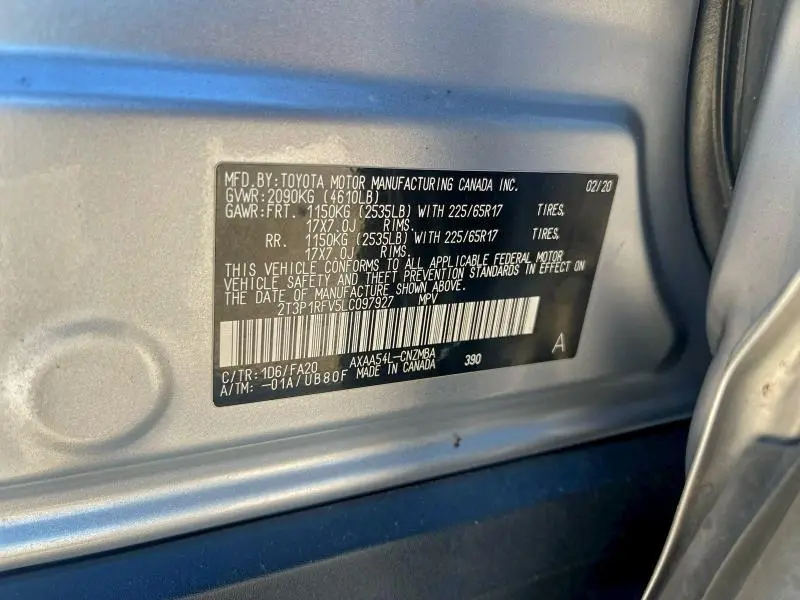 MFD.BY:TOYOTA MOTOR MANUFACTURING CANADA INC. 02/20
GVWR:2090KG (4610LB)
GAWR:FRT. 1150KG (2535LB) WITH 225/65R17 TIRES,
17X7.0J RIMS.
RR. 1150KG (2535LB) WITH 225/65R17 TIRES,
17X7.0J RIMS.
THIS VEHICLE CONFORMS TO ALL APPLICABLE FEDERAL MOTOR
VEHICLE SAFETY AND THEFT PREVENTION STANDARDS IN EFFECT ON
THE DATE OF MANUFACTURE SHOWN ABOVE.
2T3P1RFV5LC097927 MPV
C/TR:1D6/FA20 AXAA54L-CNZMBA 390 A
A/TM:-01A/UB80F MADE IN CANADA